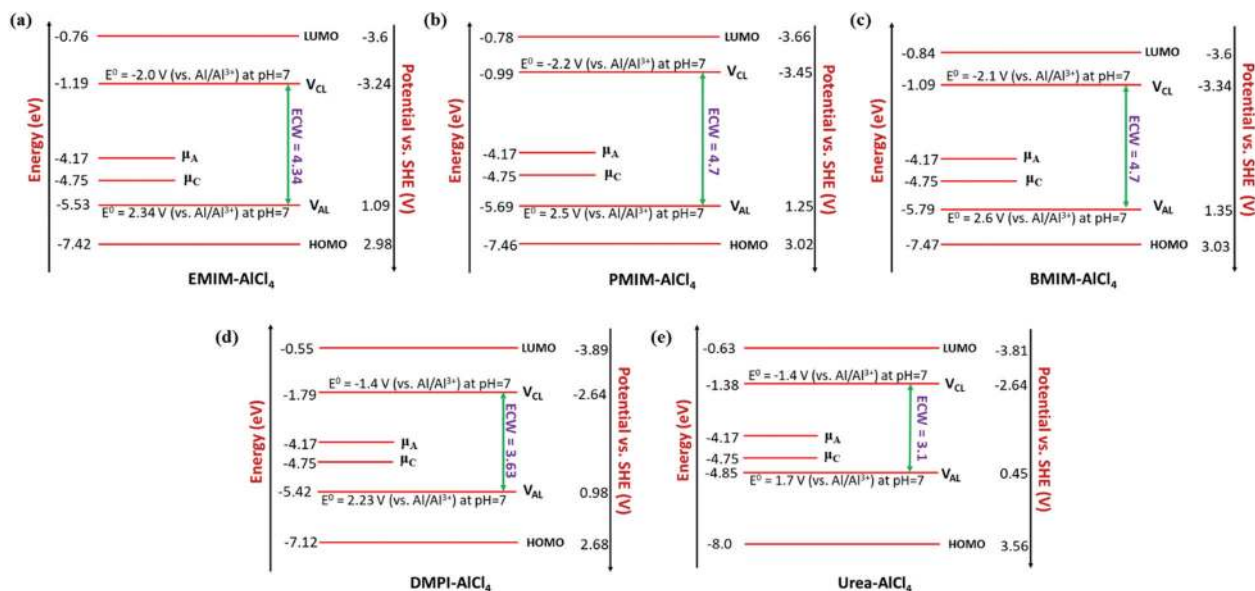 (a)
Energy (eV)
-0.76
LUMO
-3.6
E⁰ = -2.0 V (vs. Al/Al³⁺) at pH=7
-1.19
V_CL
-3.24
ECW = 4.34
-4.17
μ_A
-4.75
μ_C
-5.53
V_AL
1.09
E⁰ = 2.34 V (vs. Al/Al³⁺) at pH=7
-7.42
HOMO
2.98
Potential vs. SHE (V)
EMIM-AlCl₄
(b)
Energy (eV)
-0.78
LUMO
-3.66
E⁰ = -2.2 V (vs. Al/Al³⁺) at pH=7
-0.99
V_CL
-3.45
ECW = 4.7
-4.17
μ_A
-4.75
μ_C
-5.69
V_AL
1.25
E⁰ = 2.5 V (vs. Al/Al³⁺) at pH=7
-7.46
HOMO
3.02
Potential vs. SHE (V)
PMIM-AlCl₄
(c)
Energy (eV)
-0.84
LUMO
-3.6
E⁰ = -2.1 V (vs. Al/Al³⁺) at pH=7
-1.09
V_CL
-3.34
ECW = 4.7
-4.17
μ_A
-4.75
μ_C
-5.79
V_AL
1.35
E⁰ = 2.6 V (vs. Al/Al³⁺) at pH=7
-7.47
HOMO
3.03
Potential vs. SHE (V)
BMIM-AlCl₄
(d)
Energy (eV)
-0.55
LUMO
-3.89
E⁰ = -1.4 V (vs. Al/Al³⁺) at pH=7
-1.79
V_CL
-2.64
ECW = 3.63
-4.17
μ_A
-4.75
μ_C
-5.42
V_AL
0.98
E⁰ = 2.23 V (vs. Al/Al³⁺) at pH=7
-7.12
HOMO
2.68
Potential vs. SHE (V)
DMPI-AlCl₄
(e)
Energy (eV)
-0.63
LUMO
-3.81
E⁰ = -1.4 V (vs. Al/Al³⁺) at pH=7
-1.38
V_CL
-2.64
ECW = 3.1
-4.17
μ_A
-4.75
μ_C
-4.85
V_AL
0.45
E⁰ = 1.7 V (vs. Al/Al³⁺) at pH=7
-8.0
HOMO
3.56
Potential vs. SHE (V)
Urea-AlCl₄